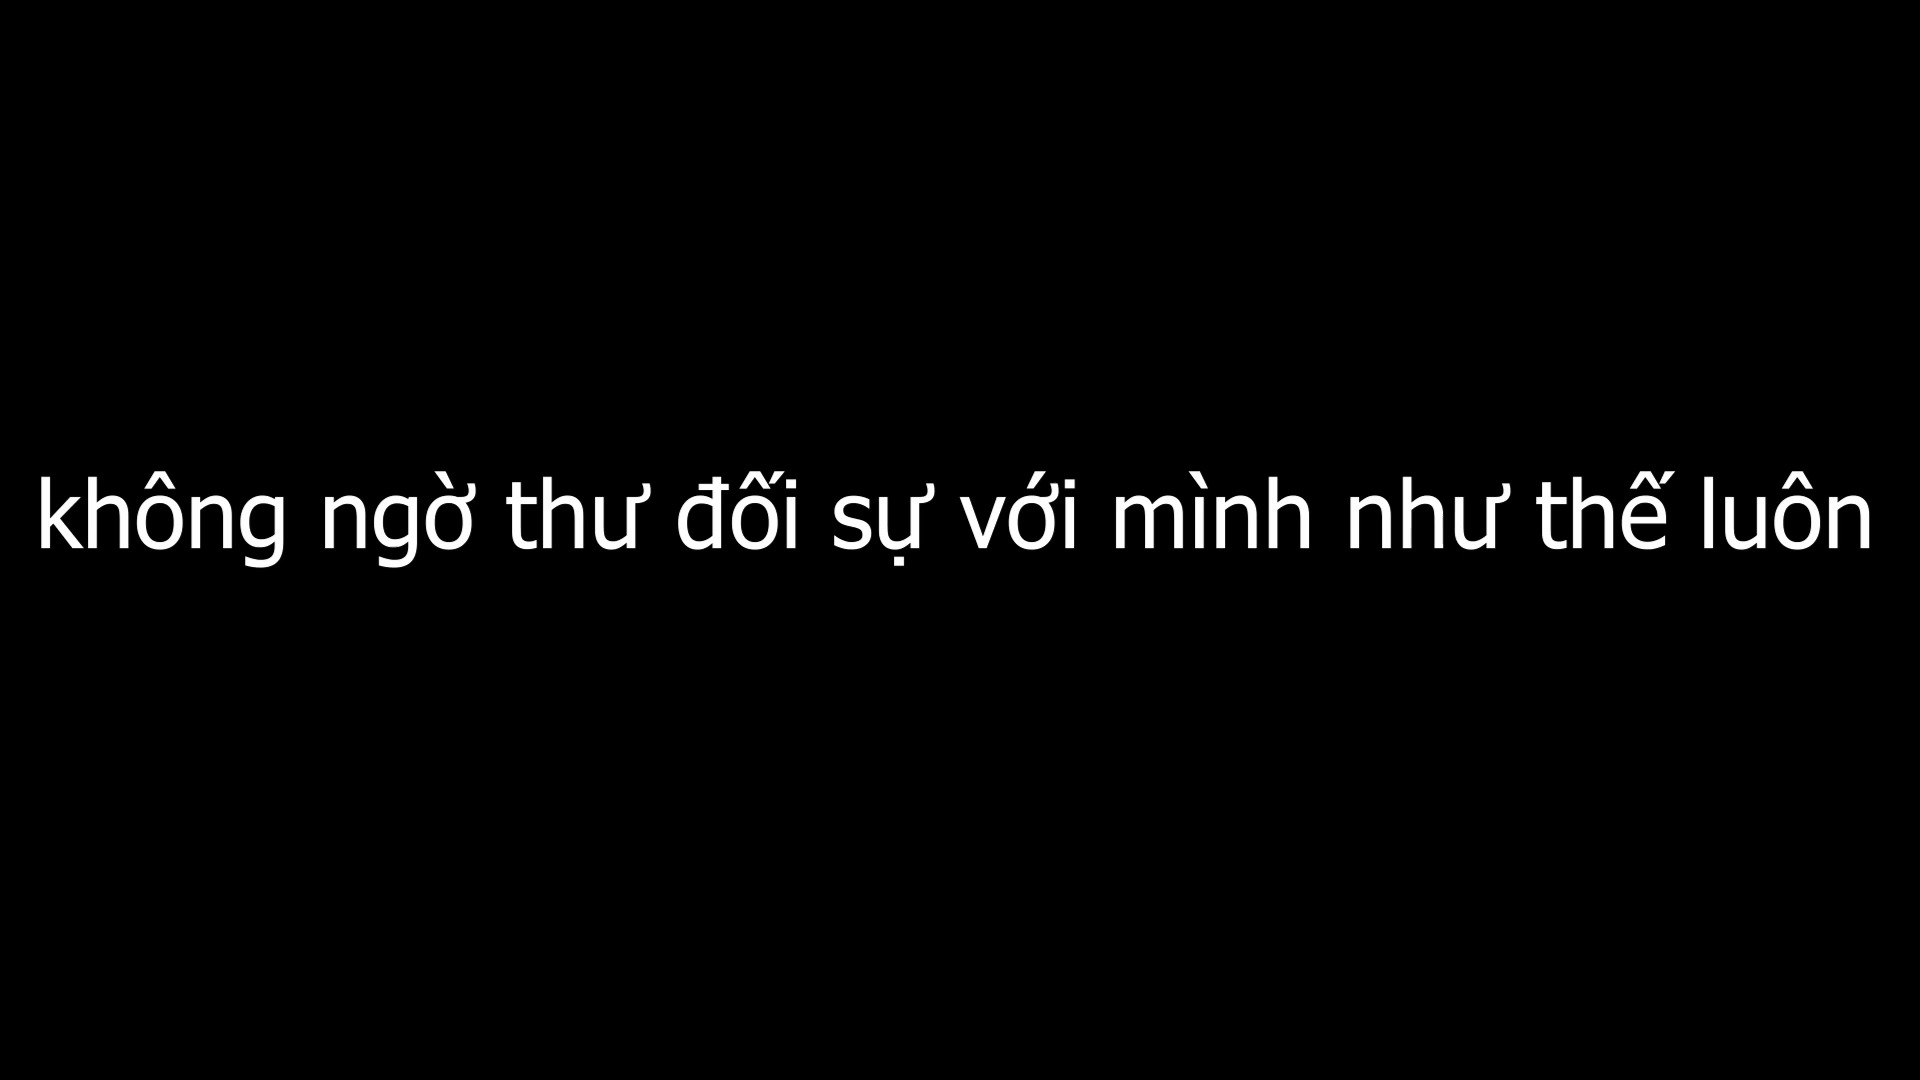 không ngờ thư đối sự với mình như thế luôn